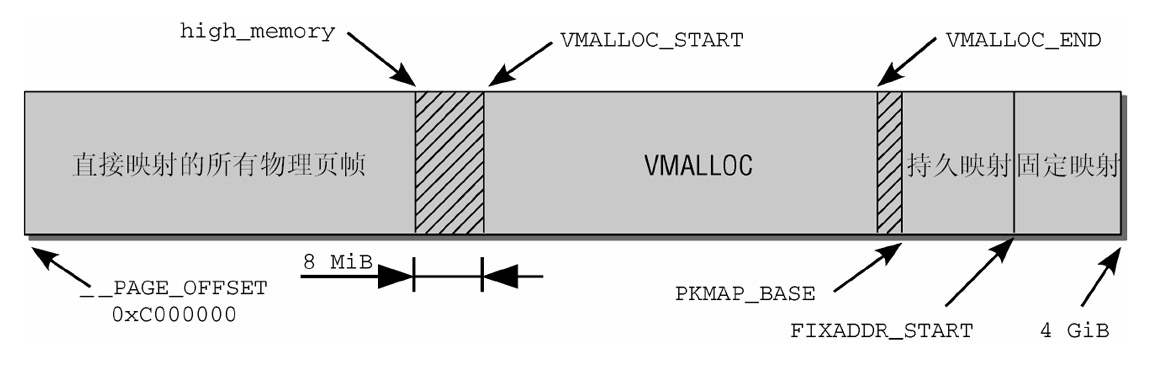 high_memory
VMALLOC_START
VMALLOC_END
直接映射的所有物理页帧
VMALLOC
持久映射
固定映射
8 MiB
__PAGE_OFFSET
0xC000000
PKMAP_BASE
FIXADDR_START
4 GiB